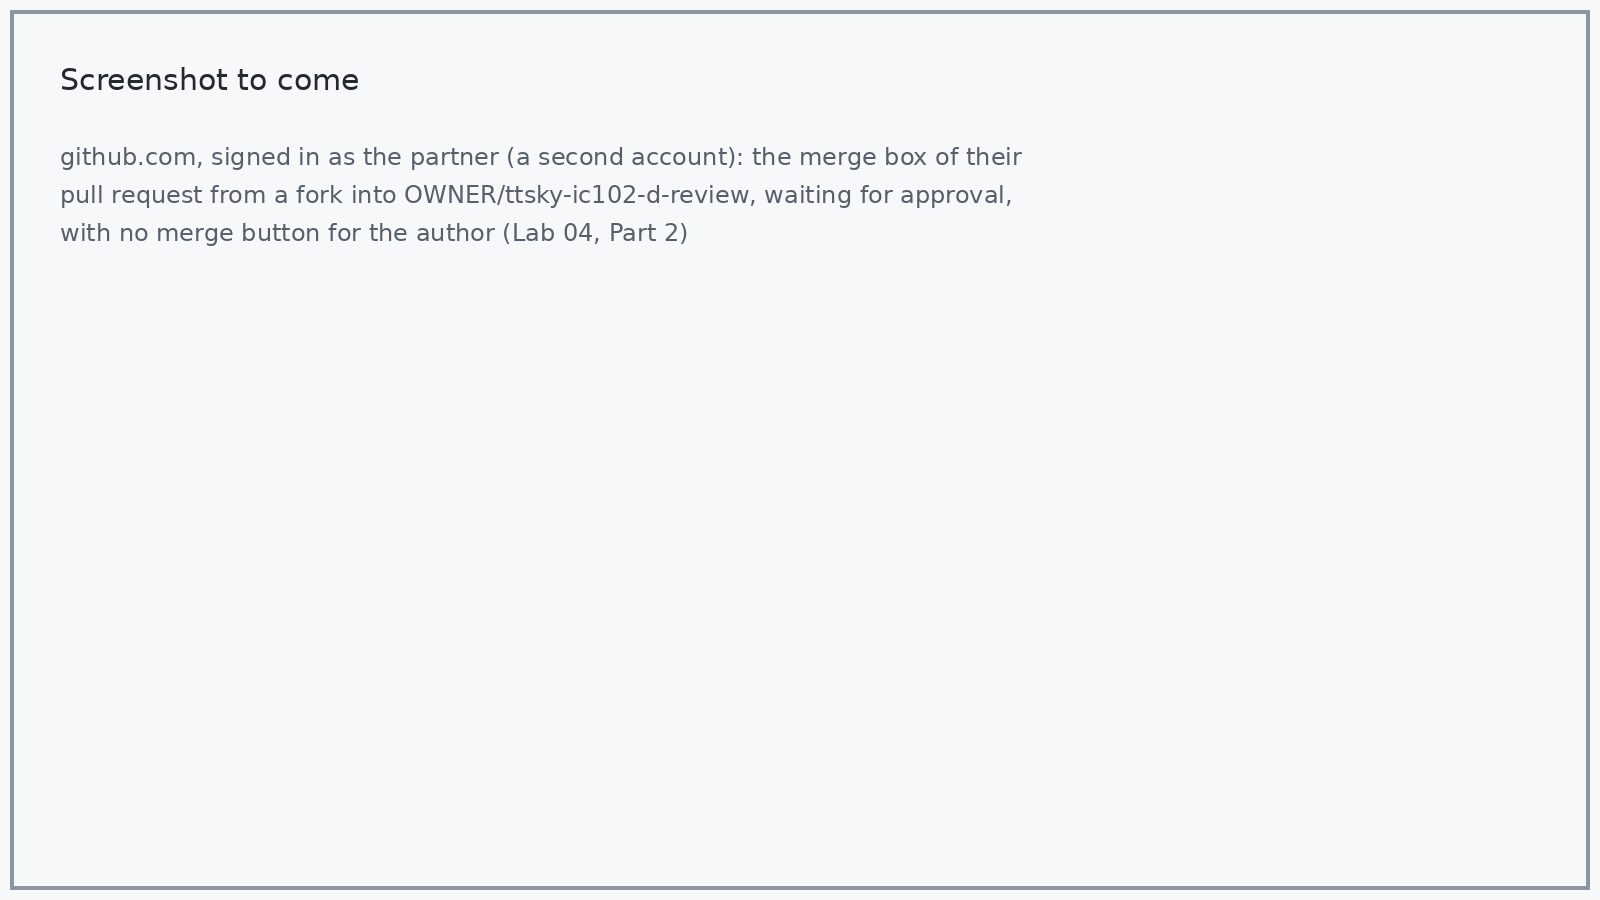 Screenshot to come
github.com, signed in as the partner (a second account): the merge box of their
pull request from a fork into OWNER/ttsky-ic102-d-review, waiting for approval,
with no merge button for the author (Lab 04, Part 2)